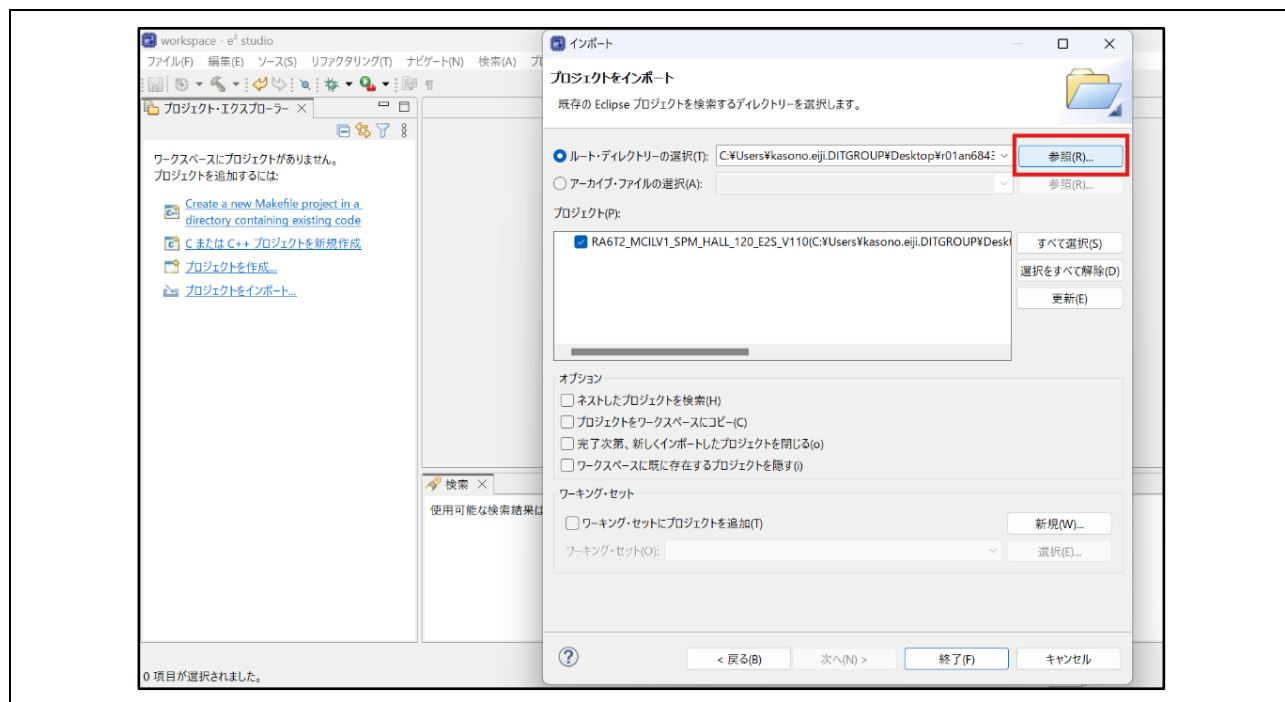 workspace - e² studio
ファイル(F) 編集(E) ソース(S) リファクタリング(T) ナビゲート(N) 検索(A) プ
プロジェクト・エクスプローラー
ワークスペースにプロジェクトがありません。
プロジェクトを追加するには:
Create a new Makefile project in a
directory containing existing code
C または C++ プロジェクトを新規作成
プロジェクトを作成...
プロジェクトをインポート...
検索
使用可能な検索結果は
0 項目が選択されました。
インポート
プロジェクトをインポート
既存の Eclipse プロジェクトを検索するディレクトリーを選択します。
ルート・ディレクトリーの選択(T): C:¥Users¥kasono.eiji.DITGROUP¥Desktop¥r01an6843 参照(R)...
アーカイブ・ファイルの選択(A): 参照(R)...
プロジェクト(P):
RA6T2_MCILV1_SPM_HALL_120_E2S_V110(C:¥Users¥kasono.eiji.DITGROUP¥Deskt すべて選択(S)
選択をすべて解除(D)
更新(E)
オプション
ネストしたプロジェクトを検索(H)
プロジェクトをワークスペースにコピー(C)
完了次第、新しくインポートしたプロジェクトを閉じる(o)
ワークスペースに既に存在するプロジェクトを隠す(i)
ワーキング・セット
ワーキング・セットにプロジェクトを追加(T) 新規(W)...
ワーキング・セット(O): 選択(E)...
< 戻る(B) 次へ(N) > 終了(F) キャンセル